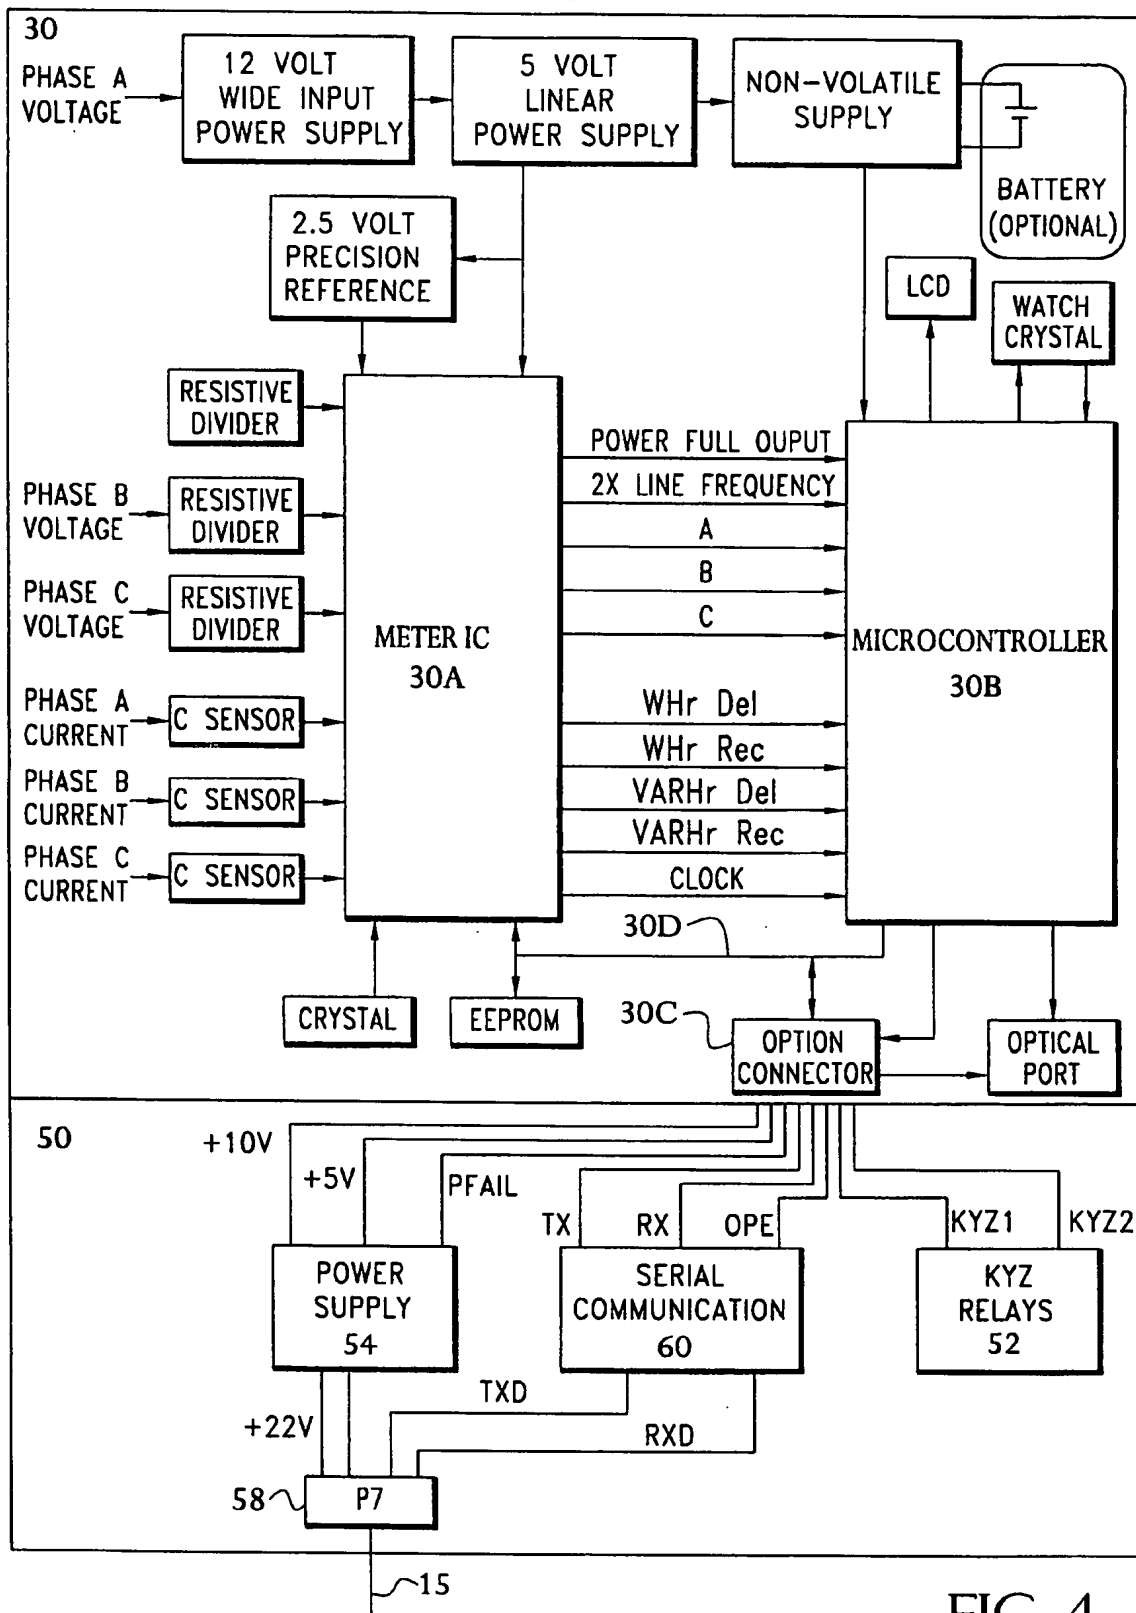 30
PHASE A
VOLTAGE
12 VOLT
WIDE INPUT
POWER SUPPLY
5 VOLT
LINEAR
POWER SUPPLY
NON-VOLATILE
SUPPLY
BATTERY
(OPTIONAL)
2.5 VOLT
PRECISION
REFERENCE
LCD
WATCH
CRYSTAL
RESISTIVE
DIVIDER
PHASE B
VOLTAGE
RESISTIVE
DIVIDER
PHASE C
VOLTAGE
RESISTIVE
DIVIDER
PHASE A
CURRENT
C SENSOR
PHASE B
CURRENT
C SENSOR
PHASE C
CURRENT
C SENSOR
METER IC
30A
POWER FULL OUPUT
2X LINE FREQUENCY
A
B
C
WHr Del
WHr Rec
VARHr Del
VARHr Rec
CLOCK
MICROCONTROLLER
30B
30D
CRYSTAL
EEPROM
30C
OPTION
CONNECTOR
OPTICAL
PORT
50
+10V
+5V
PFAIL
TX
RX
OPE
KYZ1
KYZ2
POWER
SUPPLY
54
SERIAL
COMMUNICATION
60
KYZ
RELAYS
52
+22V
TXD
RXD
58
P7
15
FIG. 4